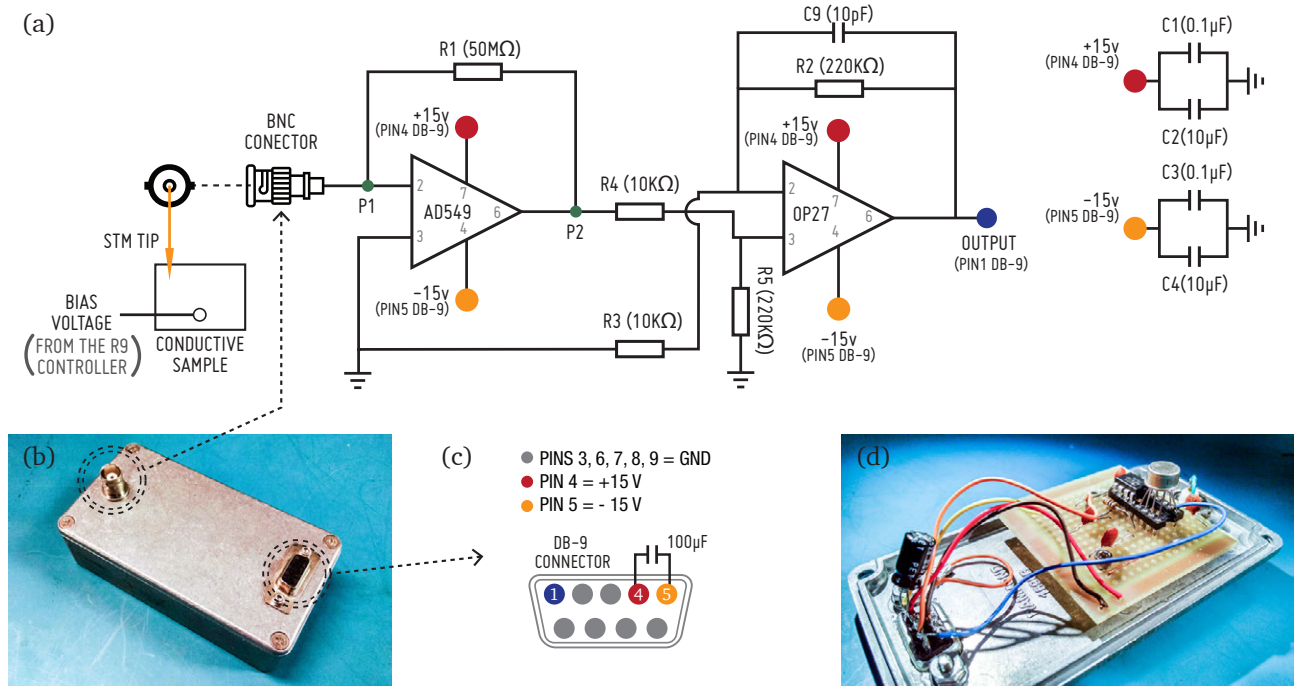 (a)
C9 (10pF)
R1 (50MΩ)
R2 (220KΩ)
C1(0.1µF)
+15v
(PIN4 DB-9)
C2(10µF)
BNC
CONECTOR
+15v
(PIN4 DB-9)
+15v
(PIN4 DB-9)
P1
2
7
AD549
6
3
4
P2
R4 (10KΩ)
2
7
OP27
6
3
4
C3(0.1µF)
-15v
(PIN5 DB-9)
C4(10µF)
OUTPUT
(PIN1 DB-9)
STM TIP
BIAS
VOLTAGE
(FROM THE R9
CONTROLLER)
CONDUCTIVE
SAMPLE
-15v
(PIN5 DB-9)
R3 (10KΩ)
R5 (220KΩ)
-15v
(PIN5 DB-9)
(b)
(c)
PINS 3, 6, 7, 8, 9 = GND
PIN 4 = +15 V
PIN 5 = - 15 V
DB-9
CONNECTOR
100µF
1
4
5
(d)